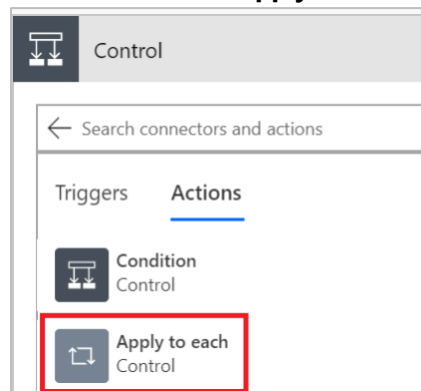 Control
Search connectors and actions
Triggers Actions
Condition
Control
Apply to each
Control